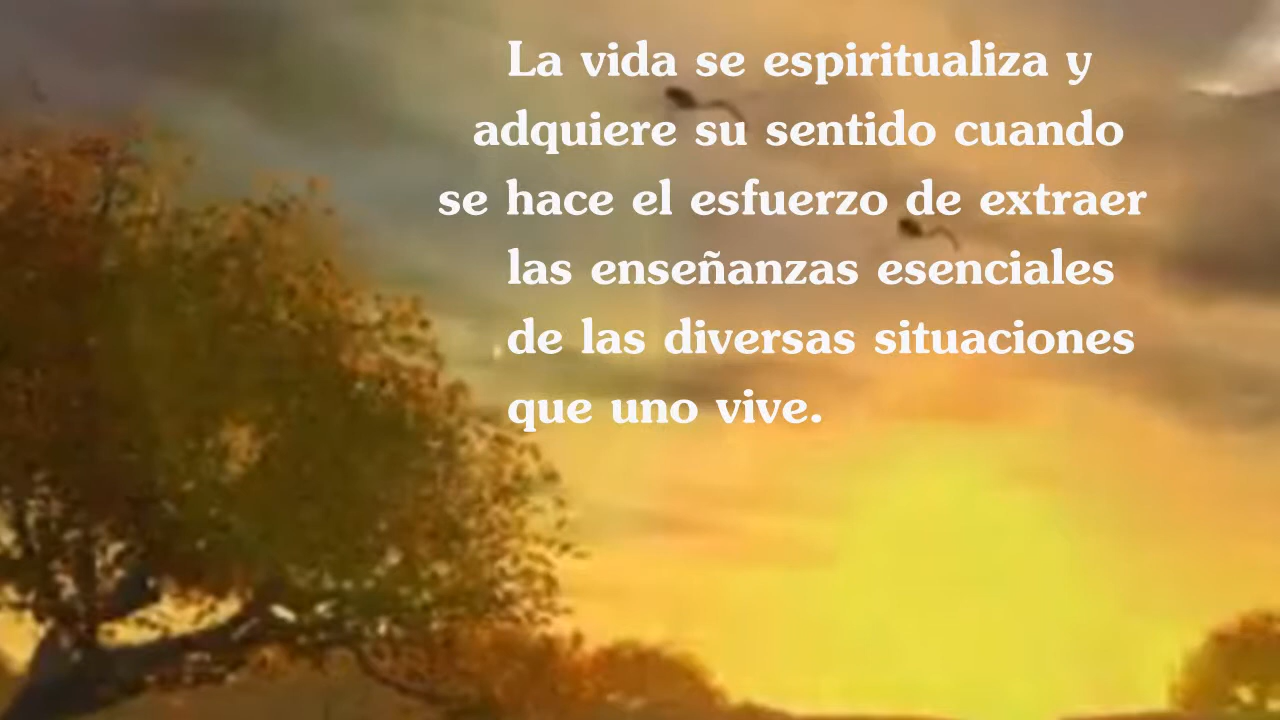 La vida se espiritualiza y
adquiere su sentido cuando
se hace el esfuerzo de extraer
las enseñanzas esenciales
de las diversas situaciones
que uno vive.